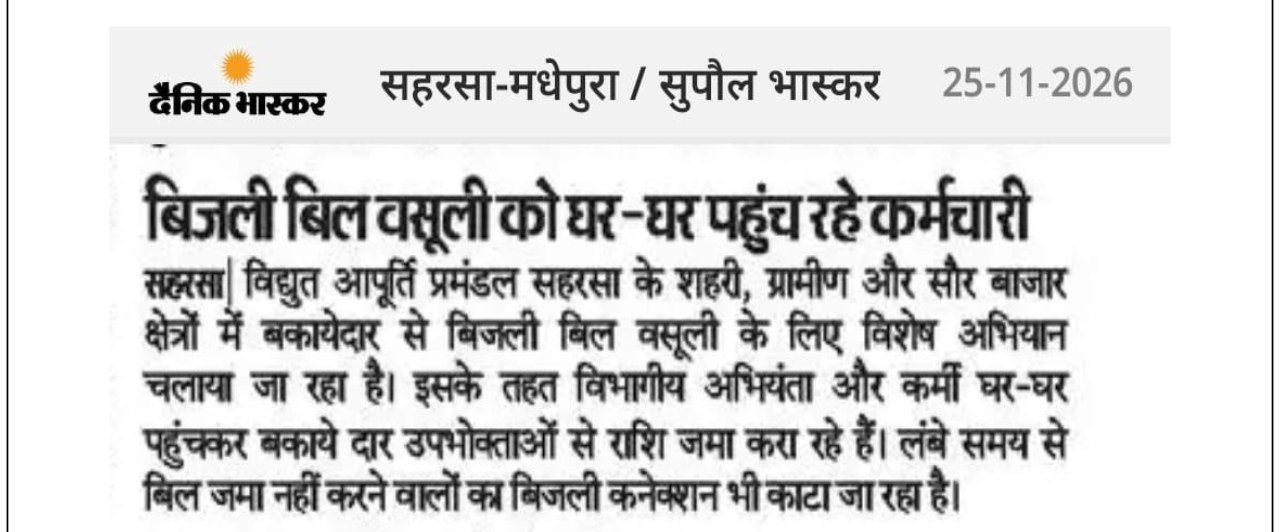 दैनिक भास्कर
सहरसा-मधेपुरा / सुपौल भास्कर
25-11-2026
बिजली बिल वसूली को घर-घर पहुंच रहे कर्मचारी
सहरसा| विद्युत आपूर्ति प्रमंडल सहरसा के शहरी, ग्रामीण और सौर बाजार
क्षेत्रों में बकायेदार से बिजली बिल वसूली के लिए विशेष अभियान
चलाया जा रहा है। इसके तहत विभागीय अभियंता और कर्मी घर-घर
पहुंचकर बकाये दार उपभोक्ताओं से राशि जमा करा रहे हैं। लंबे समय से
बिल जमा नहीं करने वालों का बिजली कनेक्शन भी काटा जा रहा है।